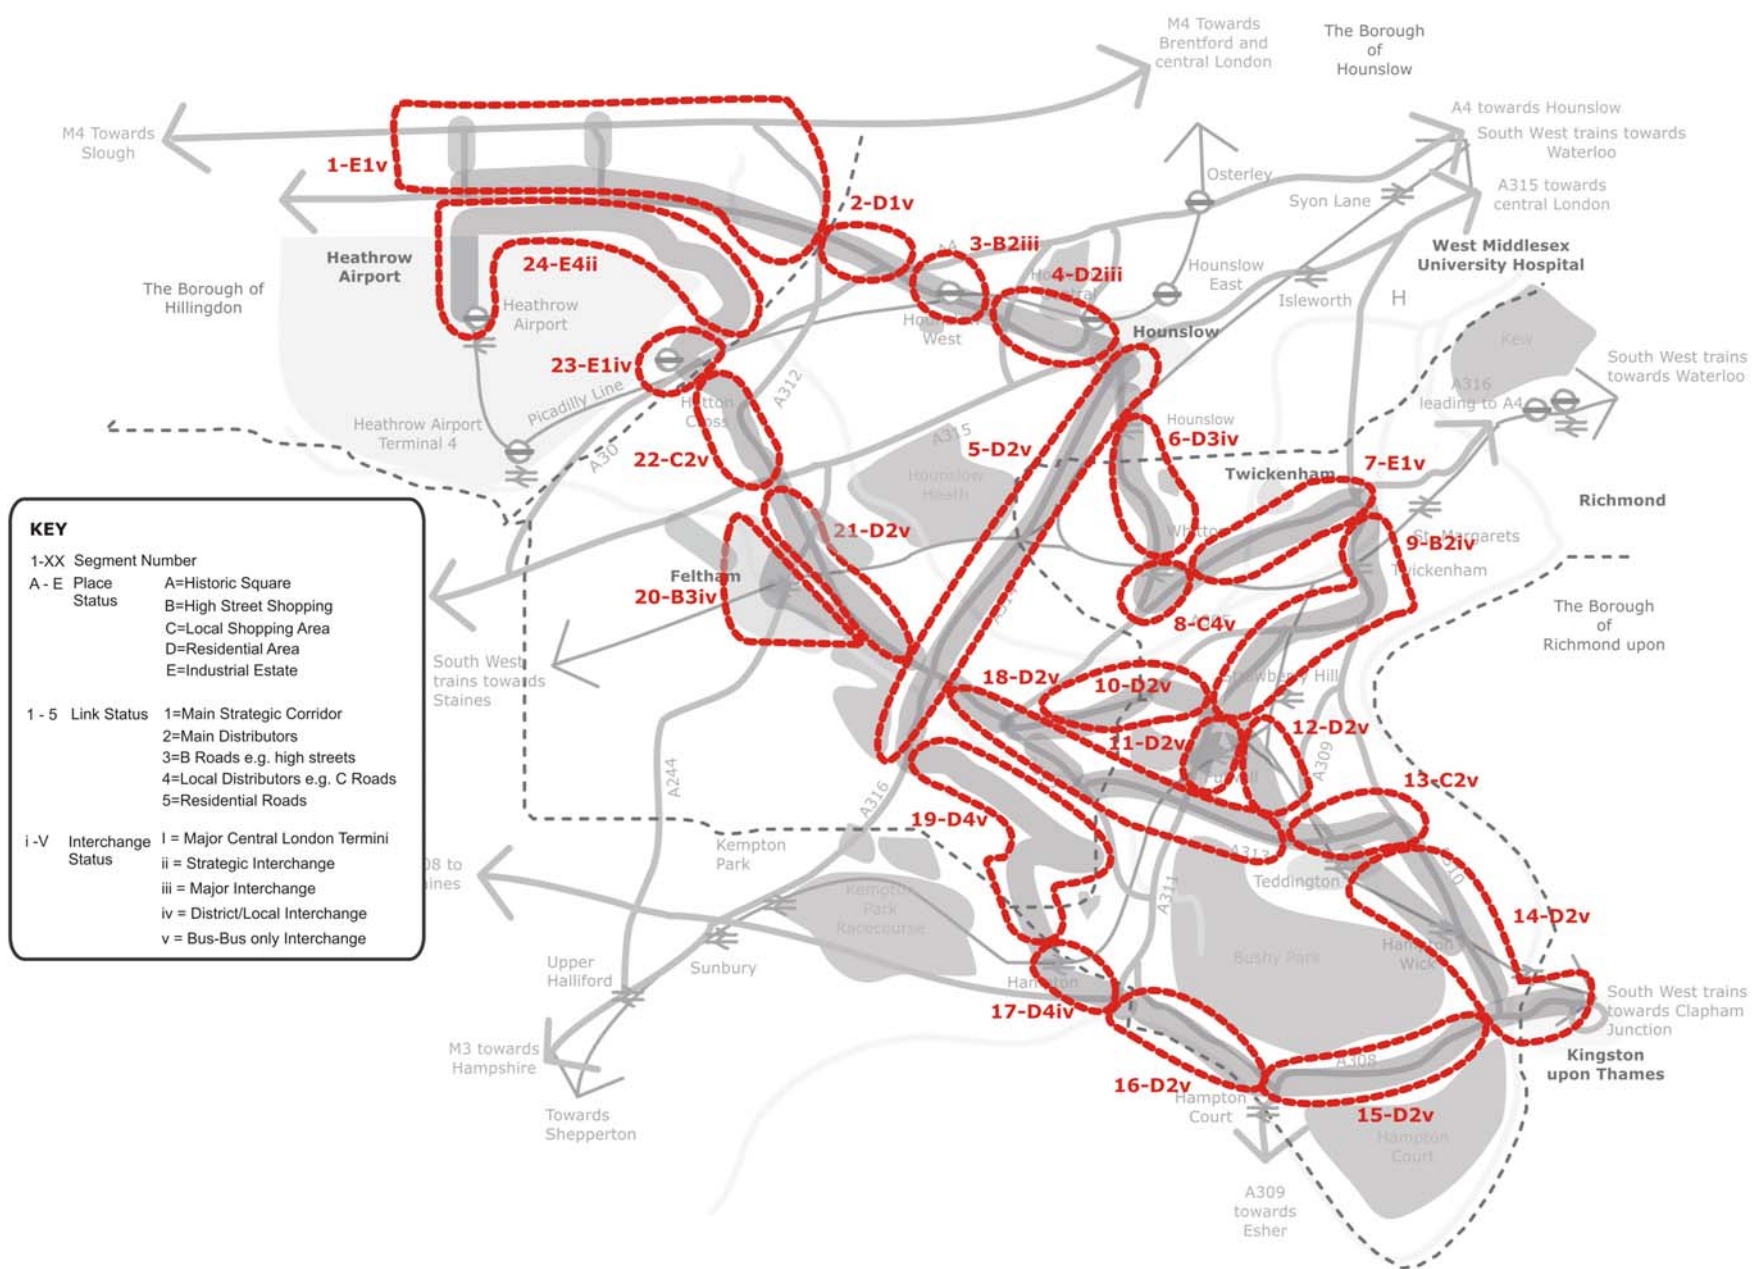 M4 Towards
Brentford and
central London
The Borough
of
Hounslow
M4 Towards
Slough
A4 towards Hounslow
South West trains towards
Waterloo
1-E1v
Osterley
Syon Lane
A315 towards
central London
2-D1v
A4
3-B2iii
West Middlesex
University Hospital
Heathrow
Airport
24-E4ii
4-D2iii
Hounslow
East
The Borough of
Hillingdon
Heathrow
Airport
Isleworth
H
West
Hounslow
Kew
23-E1iv
South West trains
towards Waterloo
Picadilly Line
A312
A316
leading to A4
Hatton
Cross
Heathrow Airport
Terminal 4
A30
A315
5-D2v
Hounslow
6-D3iv
22-C2v
Hounslow
Heath
Twickenham
7-E1v
Richmond
21-D2v
Whitton
St. Margarets
9-B2iv
Feltham
20-B3iv
Twickenham
8-C4v
The Borough
of
Richmond upon
South West
trains towards
Staines
18-D2v
10-D2v
Strawberry Hill
11-D2v
12-D2v
A309
13-C2v
A244
A316
19-D4v
Kempton
Park
A313
Teddington
A310
A311
08 to
ines
Kempton
Park
Racecourse
14-D2v
Hampton
Wick
Bushy Park
Upper
Halliford
Sunbury
Hampton
17-D4iv
South West trains
towards Clapham
Junction
M3 towards
Hampshire
A308
Kingston
upon Thames
16-D2v
Hampton
Court
15-D2v
Hampton
Court
Towards
Shepperton
A309
towards
Esher
KEY
1-XX Segment Number
A - E Place
Status
A=Historic Square
B=High Street Shopping
C=Local Shopping Area
D=Residential Area
E=Industrial Estate
1 - 5 Link Status 1=Main Strategic Corridor
2=Main Distributors
3=B Roads e.g. high streets
4=Local Distributors e.g. C Roads
5=Residential Roads
i -V Interchange
Status
I = Major Central London Termini
ii = Strategic Interchange
iii = Major Interchange
iv = District/Local Interchange
v = Bus-Bus only Interchange